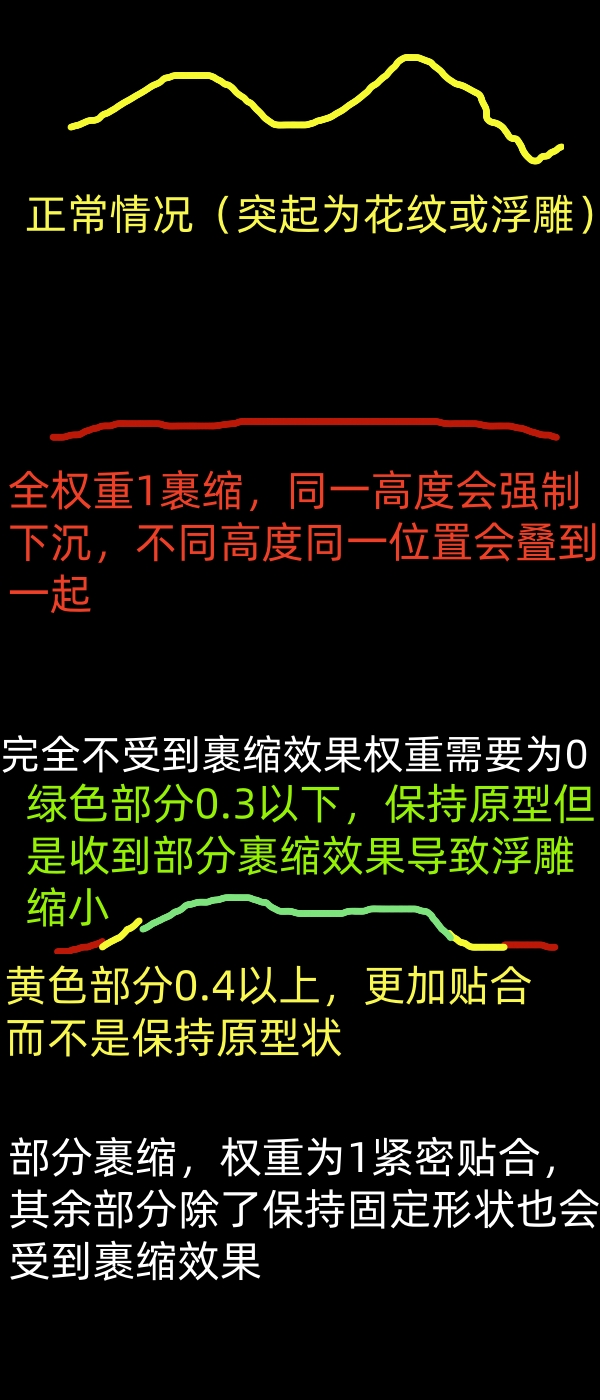 正常情况（突起为花纹或浮雕）
全权重1裹缩，同一高度会强制
下沉，不同高度同一位置会叠到
一起
完全不受到裹缩效果权重需要为0
绿色部分0.3以下，保持原型但
是收到部分裹缩效果导致浮雕
缩小
黄色部分0.4以上，更加贴合
而不是保持原型状
部分裹缩，权重为1紧密贴合，
其余部分除了保持固定形状也会
受到裹缩效果